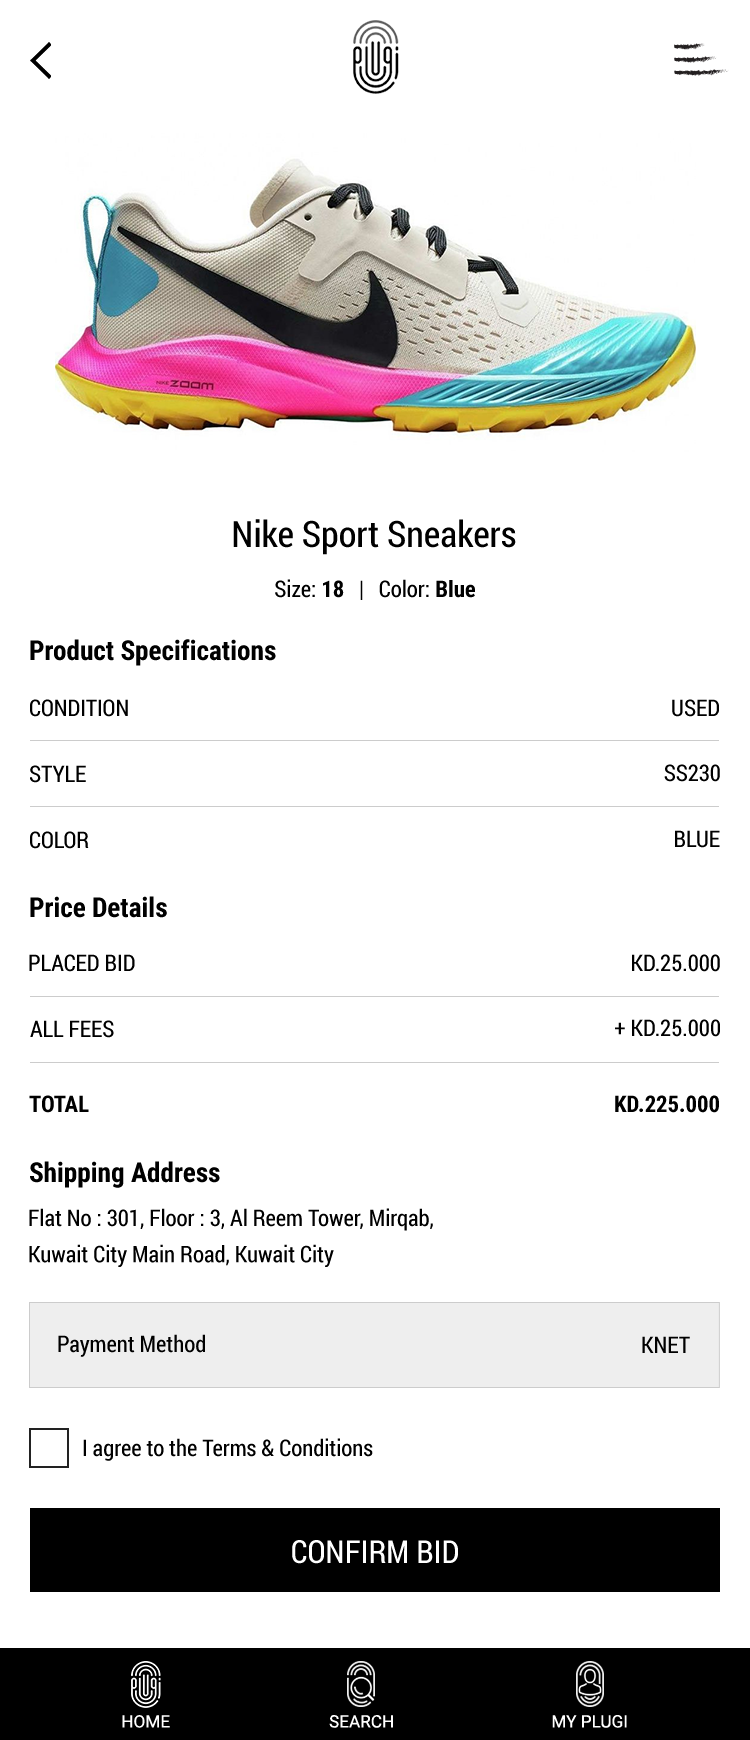 PLUGI
NIKE ZOOM
Nike Sport Sneakers
Size: 18 | Color: Blue
Product Specifications
CONDITION USED
STYLE SS230
COLOR BLUE
Price Details
PLACED BID KD.25.000
ALL FEES + KD.25.000
TOTAL KD.225.000
Shipping Address
Flat No : 301, Floor : 3, Al Reem Tower, Mirqab,
Kuwait City Main Road, Kuwait City
Payment Method KNET
I agree to the Terms & Conditions
CONFIRM BID
HOME SEARCH MY PLUGI